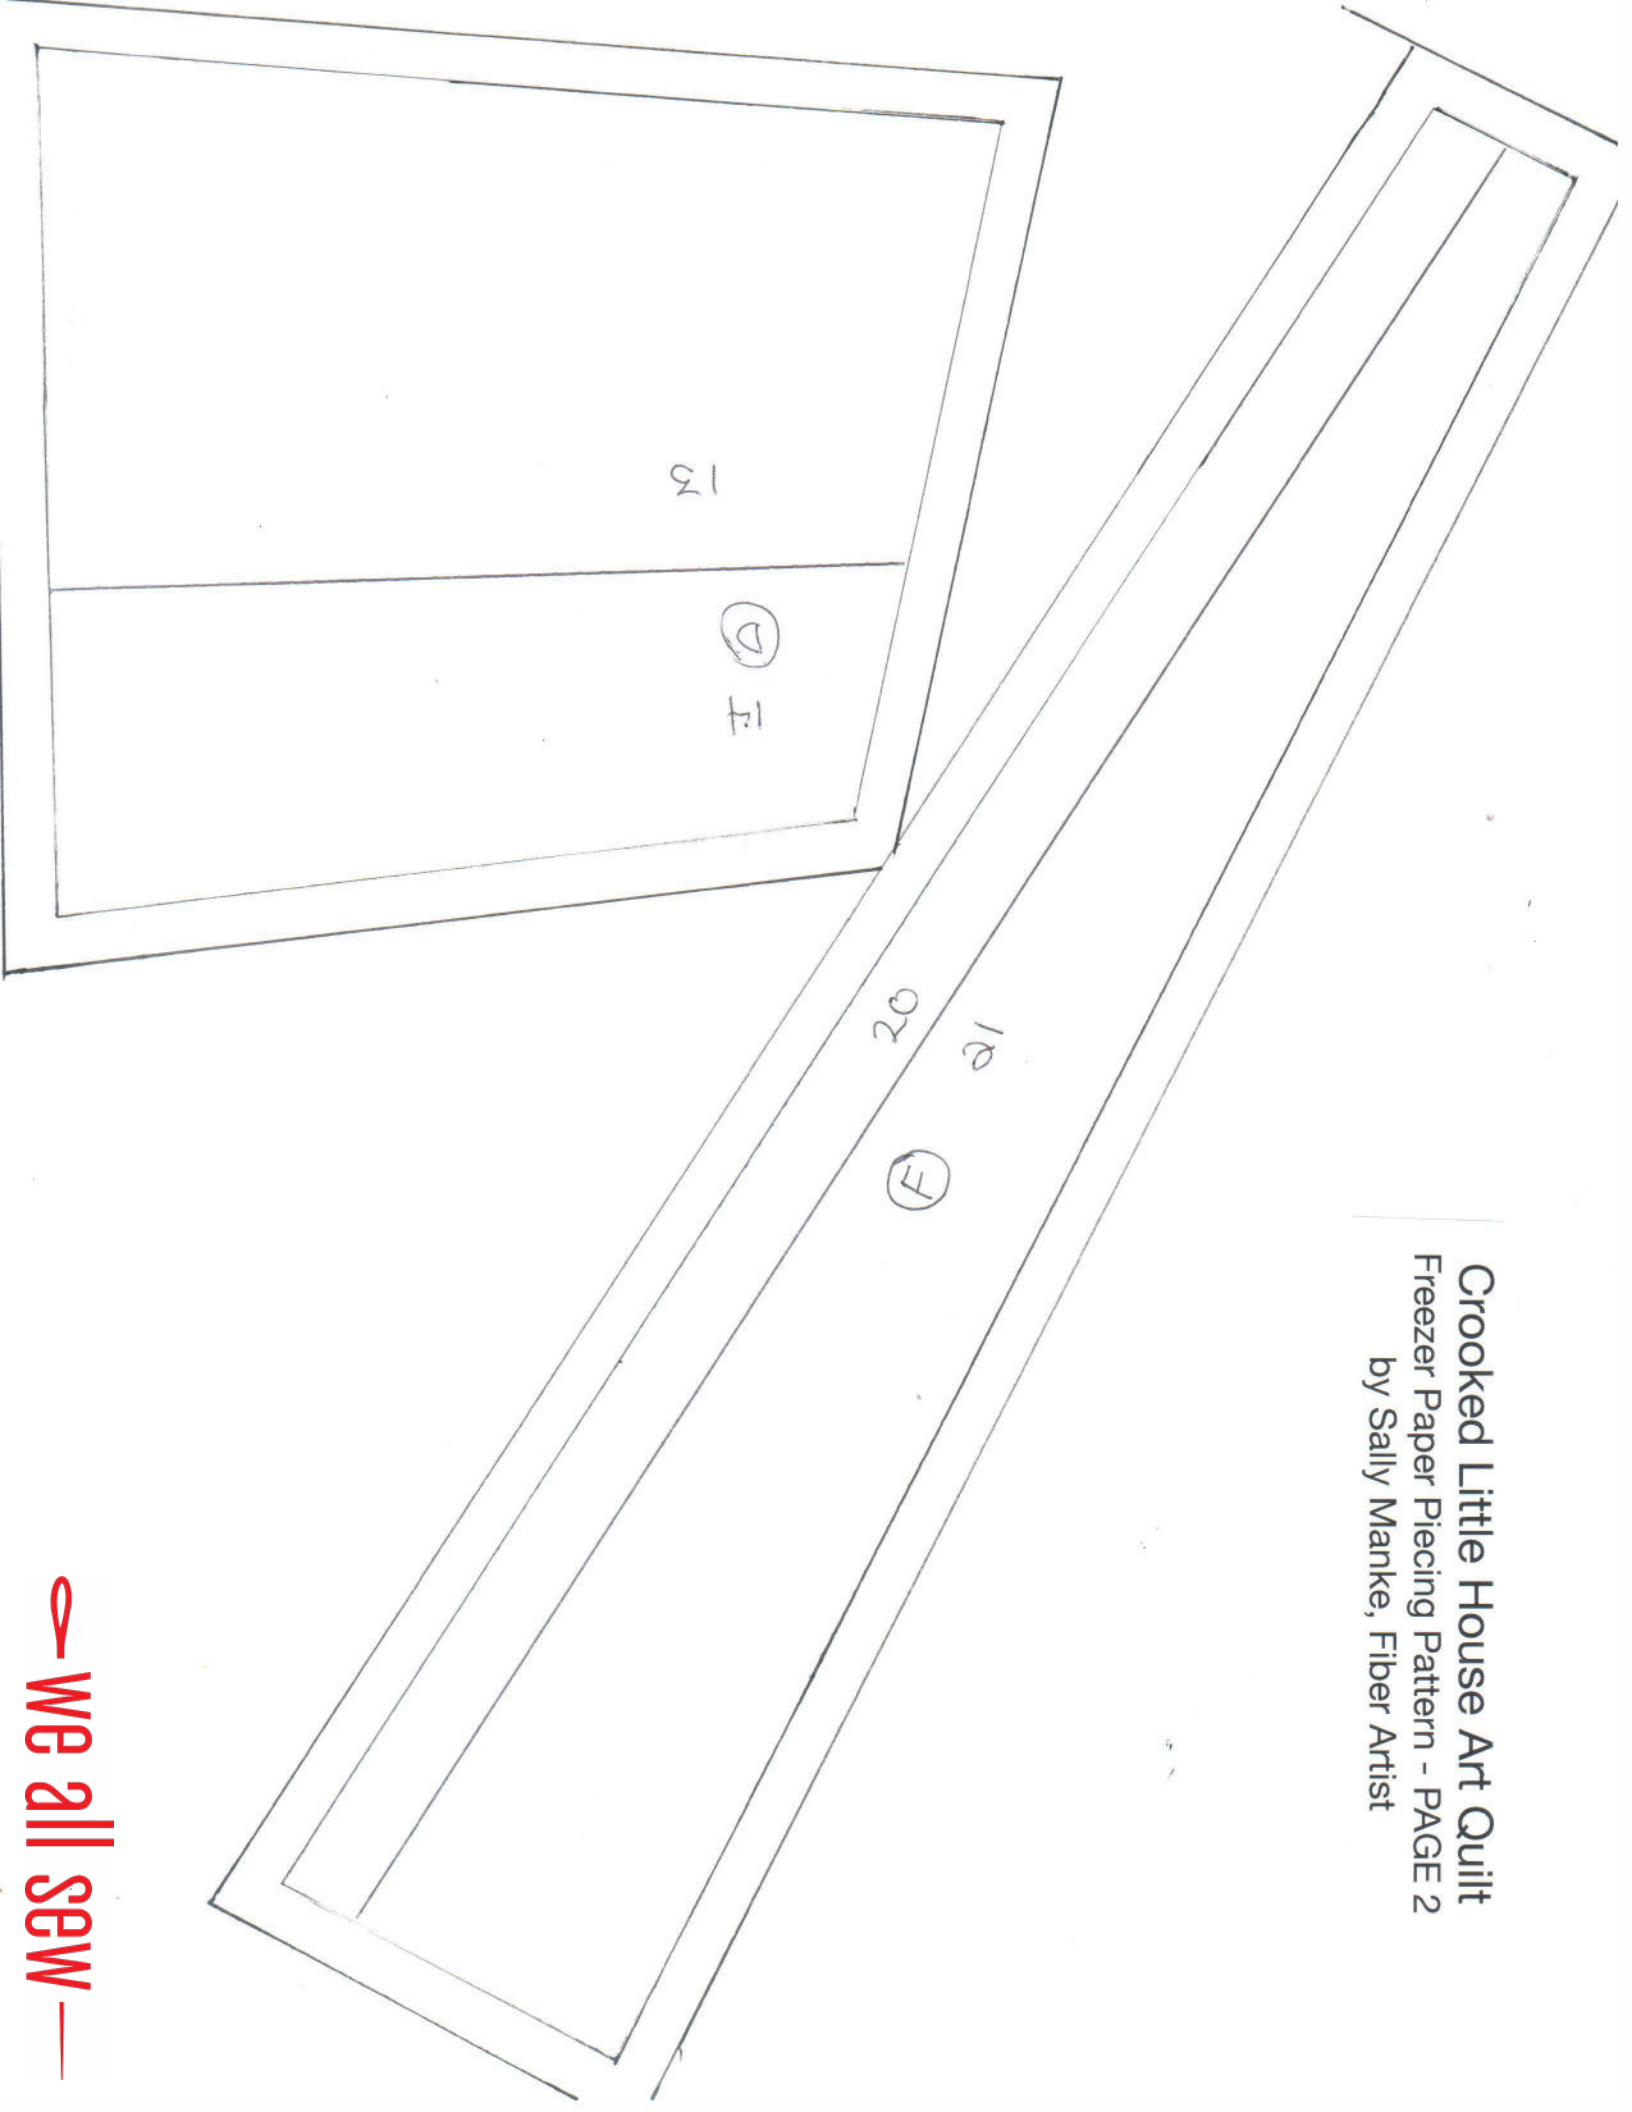 Crooked Little House Art Quilt
Freezer Paper Piecing Pattern - PAGE 2
by Sally Manke, Fiber Artist
13
D
21
20
F
we all sew